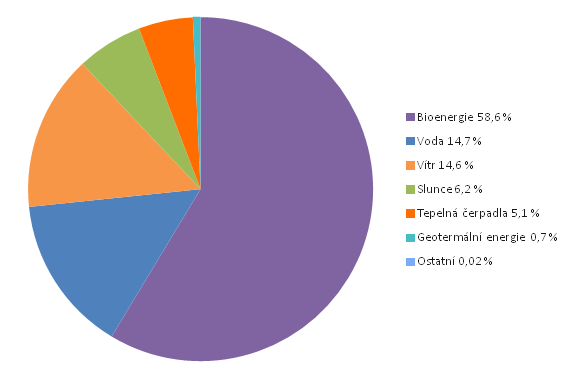 Bioenergie 58,6%
Voda 14,7%
Vítr 14,6%
Slunce 6,2%
Tepelná čerpadla 5,1%
Geotermální energie 0,7%
Ostatní 0,02%